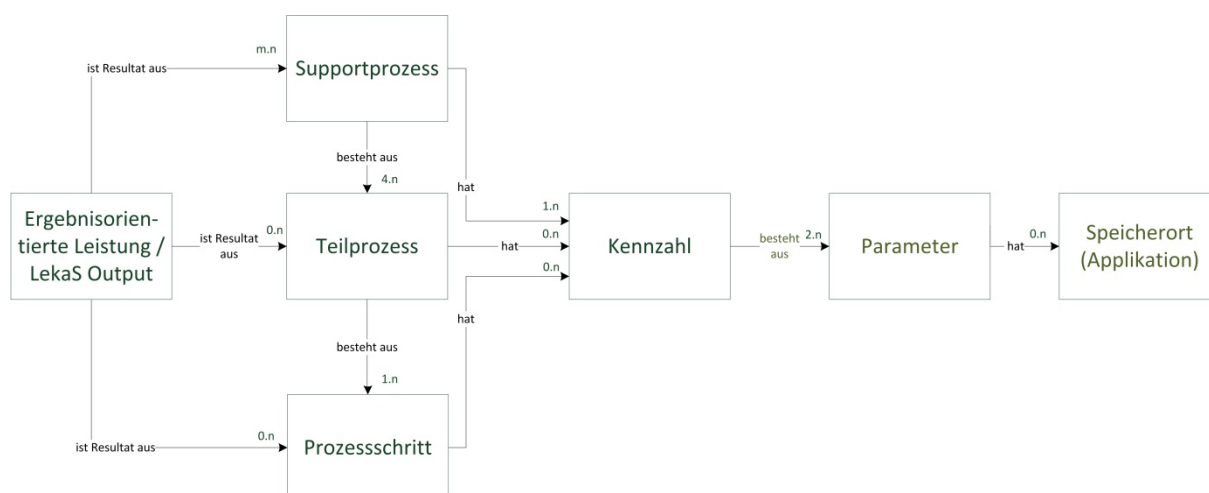 m.n
ist Resultat aus
Supportprozess
besteht aus
4.n
hat
Ergebnisorien-
tierte Leistung /
LekaS Output
ist Resultat
aus
0.n
Teilprozess
hat
1.n
0.n
0.n
Kennzahl
besteht
aus
2.n
Parameter
hat
0.n
Speicherort
(Applikation)
hat
besteht aus
1.n
ist Resultat aus
0.n
Prozessschritt